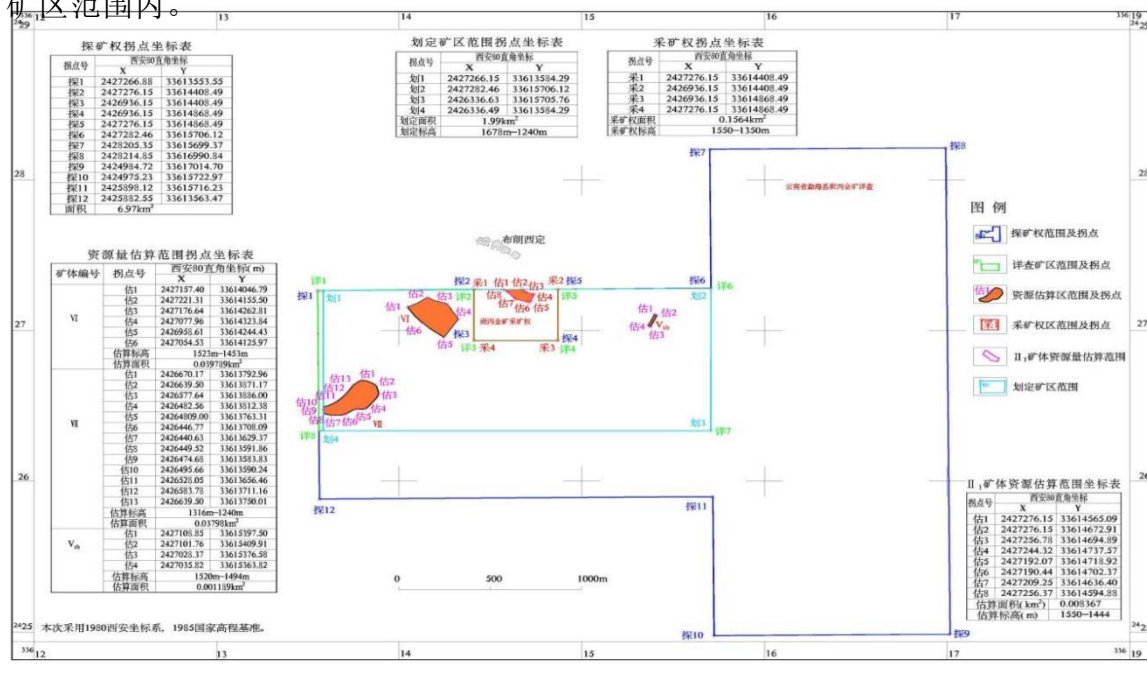 矿区范围内。
探矿权拐点坐标表
拐点号 西安80直角坐标
X Y
探1 2427266.88 33613553.55
探2 2427276.15 33614408.49
探3 2426936.15 33614408.49
探4 2426936.15 33614868.49
探5 2427276.15 33614868.49
探6 2427282.46 33615706.12
探7 2428205.35 33615699.37
探8 2428214.85 33616990.84
探9 2424984.72 33617014.70
探10 2424975.23 33615722.97
探11 2425898.12 33615716.23
探12 2425882.55 33613563.47
面积 6.97km²
划定矿区范围拐点坐标表
拐点号 西安80直角坐标
X Y
划1 2427266.15 33613584.29
划2 2427282.46 33615706.12
划3 2426336.63 33615705.76
划4 2426336.49 33613584.29
划定面积 1.99km²
划定标高 1678m—1240m
采矿权拐点坐标表
拐点号 西安80直角坐标
X Y
采1 2427276.15 33614408.49
采2 2426936.15 33614408.49
采3 2426936.15 33614868.49
采4 2427276.15 33614868.49
采矿权面积 0.1564km²
采矿权标高 1550—1350m
资源量估算范围拐点坐标表
矿体编号 拐点号 西安80直角坐标(m)
X Y
VI
估1 2427157.40 33614046.79
估2 2427221.31 33614155.50
估3 2427176.64 33614262.81
估4 2427077.96 33614323.84
估5 2426958.61 33614244.43
估6 2427054.53 33614125.97
估算标高 1523m—1453m
估算面积 0.039789km²
VII
估1 2426670.17 33613792.96
估2 2426639.50 33613871.17
估3 2426577.64 33613886.00
估4 2426482.56 33613812.38
估5 24264809.00 33613763.31
估6 2426446.77 33613708.09
估7 2426440.63 33613629.37
估8 2426449.52 33613591.86
估9 2426474.68 33613583.83
估10 2426495.66 33613590.24
估11 2426528.05 33613656.46
估12 2426583.78 33613711.16
估13 2426639.50 33613750.01
估算标高 1316m—1240m
估算面积 0.03798km²
估1 2427108.85 33615397.50
估2 2427101.76 33615409.91
估3 2427028.37 33615376.58
估4 2427035.82 33615363.82
估算标高 1520m—1494m
估算面积 0.001189km²
本次采用1980西安坐标系，1985国家高程基准。
布朗西定
0 500 1000m
图 例
探矿权范围及拐点
详查矿区范围及拐点
资源估算区范围及拐点
采矿权区范围及拐点
II₁矿体资源量估算范围
划定矿区范围
II₁矿体资源估算范围坐标表
拐点号 西安80直角坐标
X Y
估1 2427276.15 33614565.09
估2 2427276.15 33614672.91
估3 2427256.78 33614694.89
估4 2427244.32 33614737.57
估5 2427192.07 33614718.92
估6 2427190.44 33614702.37
估7 2427209.25 33614636.40
估8 2427256.37 33614594.88
估算面积(km²) 0.008367
估算标高(m) 1550—1444